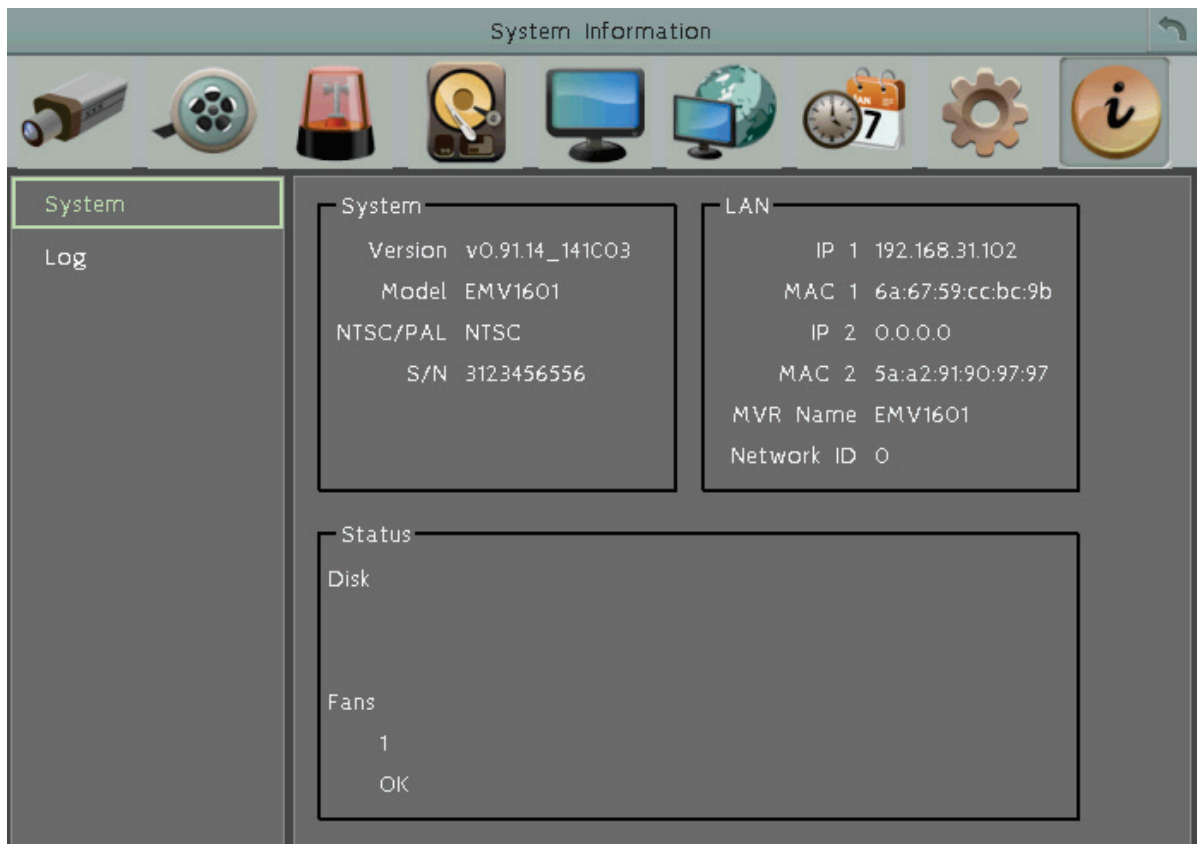 System Information
JAN
7
System
Log
System
Version v0.91.14_141C03
Model EMV1601
NTSC/PAL NTSC
S/N 3123456556
LAN
IP 1 192.168.31.102
MAC 1 6a:67:59:cc:bc:9b
IP 2 0.0.0.0
MAC 2 5a:a2:91:90:97:97
MVR Name EMV1601
Network ID 0
Status
Disk
Fans
1
OK